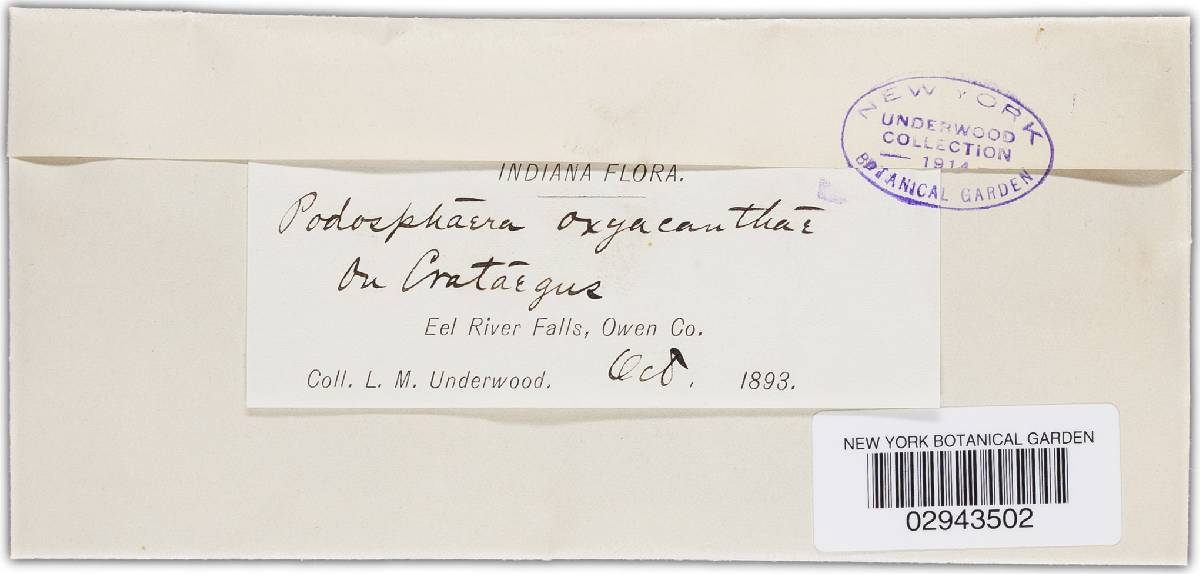 NEW YORK
UNDERWOOD
COLLECTION
1914
BOTANICAL GARDEN
INDIANA FLORA.
Podosphaera oxyacanthae
On Crataegus
Eel River Falls, Owen Co.
Coll. L. M. Underwood. Oct. 1893.
NEW YORK BOTANICAL GARDEN
02943502